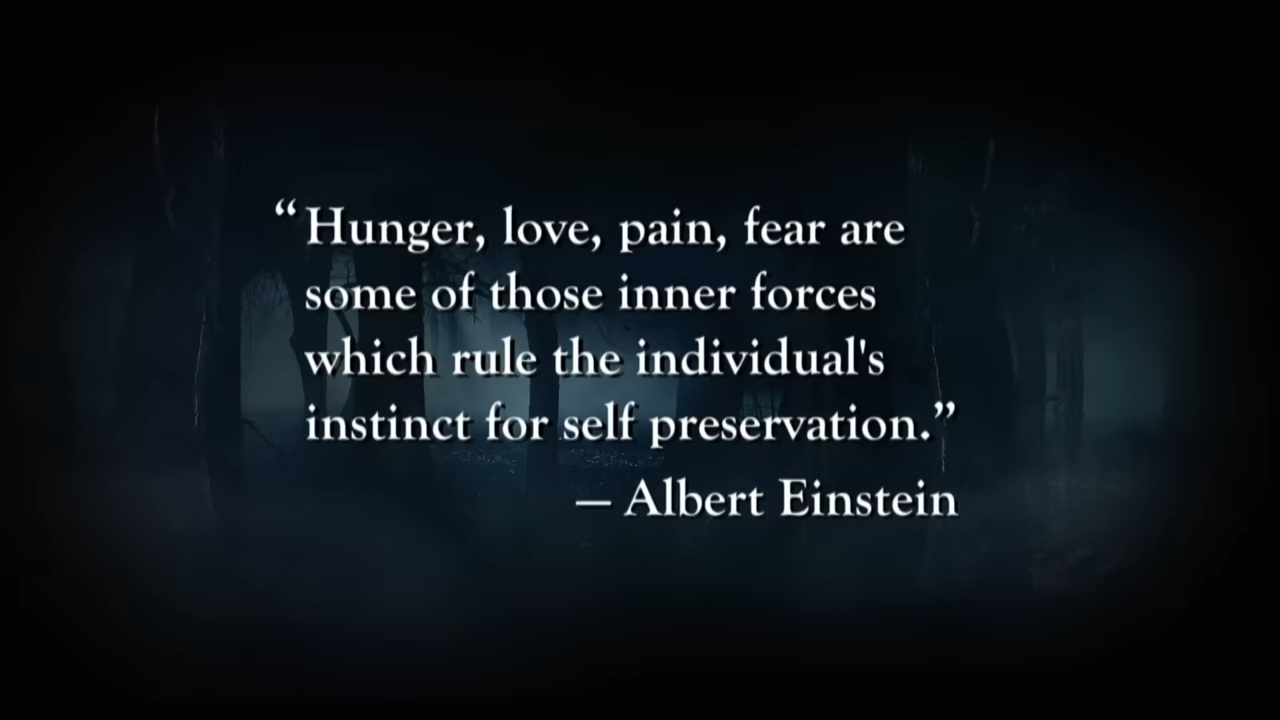 “Hunger, love, pain, fear are
some of those inner forces
which rule the individual's
instinct for self preservation.”
— Albert Einstein